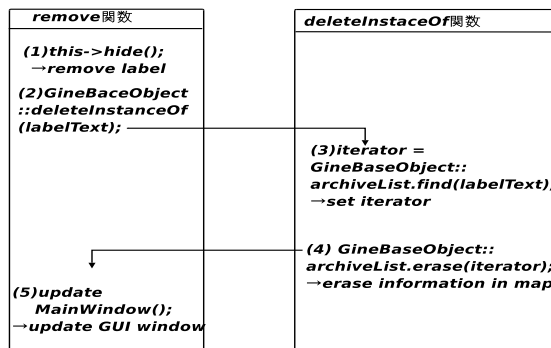 remove関数
(1)this->hide();
→remove label
(2)GineBaceObject
::deleteInstanceOf
(labelText);
(5)update
MainWindow();
→update GUI window
deleteInstaceOf関数
(3)iterator =
GineBaseObject::
archiveList.find(labelText);
→set iterator
(4) GineBaseObject::
archiveList.erase(iterator);
→erase information in map